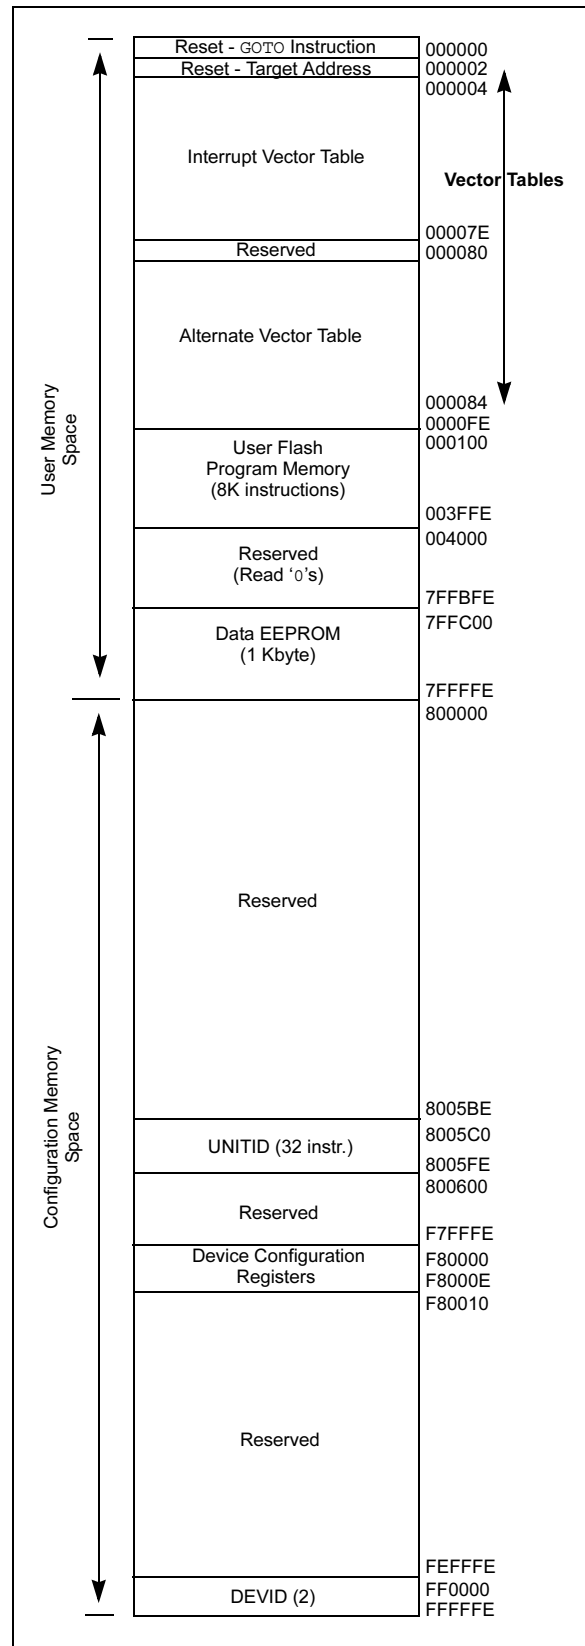 Reset - GOTO Instruction 000000
Reset - Target Address 000002
000004
Interrupt Vector Table
Vector Tables
00007E
Reserved 000080
Alternate Vector Table
000084
0000FE
User Memory
Space
User Flash 000100
Program Memory
(8K instructions)
003FFE
004000
Reserved
(Read ‘0’s)
7FFBFE
Data EEPROM 7FFC00
(1 Kbyte)
7FFFFE
800000
Reserved
Configuration Memory
Space
8005BE
8005C0
UNITID (32 instr.)
8005FE
800600
Reserved
F7FFFE
Device Configuration F80000
Registers F8000E
F80010
Reserved
FEFFFE
DEVID (2) FF0000
FFFFFE